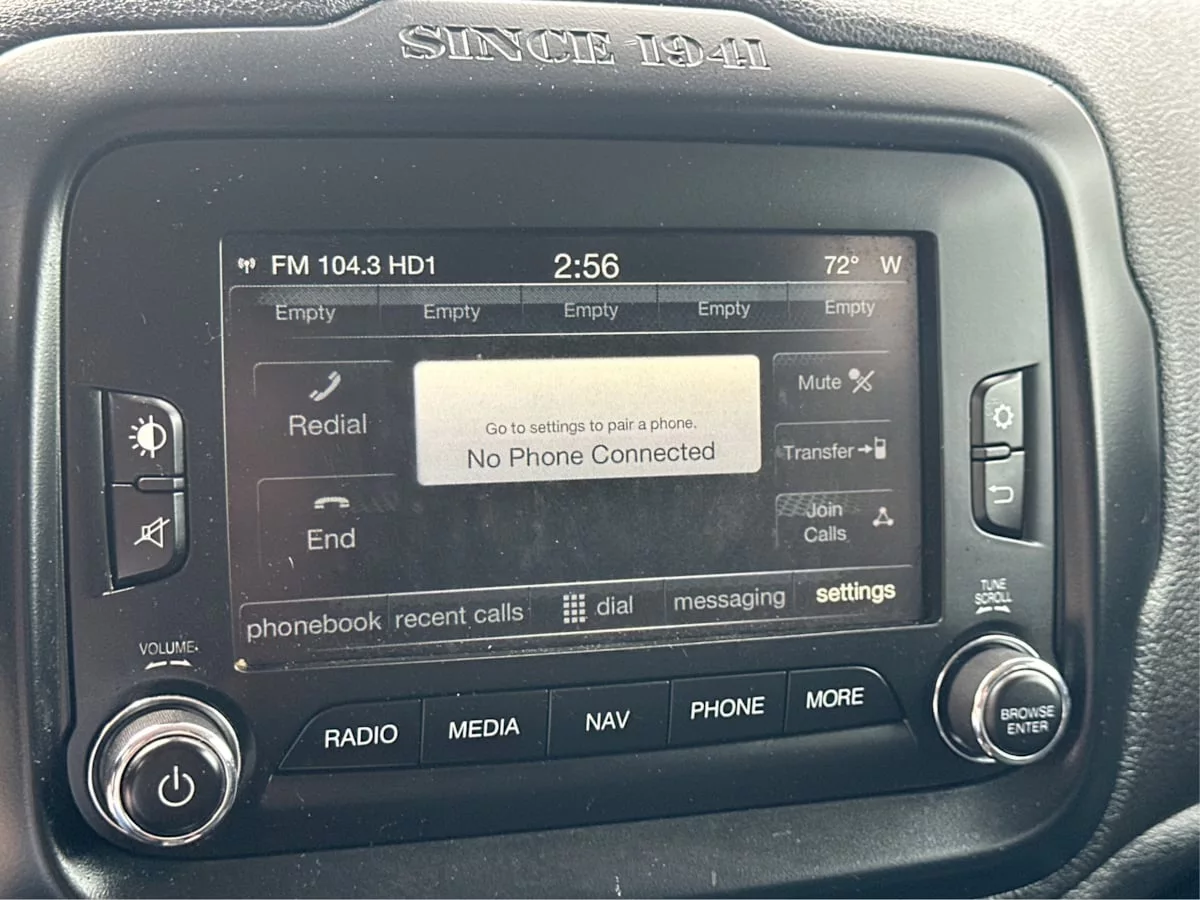 SINCE 1941
FM 104.3 HD1 2:56 72° W
Empty Empty Empty Empty Empty
Redial
Go to settings to pair a phone.
No Phone Connected
Mute
Transfer
End
Join
Calls
phonebook recent calls dial messaging settings
VOLUME
TUNE
SCROLL
RADIO MEDIA NAV PHONE MORE
BROWSE
ENTER